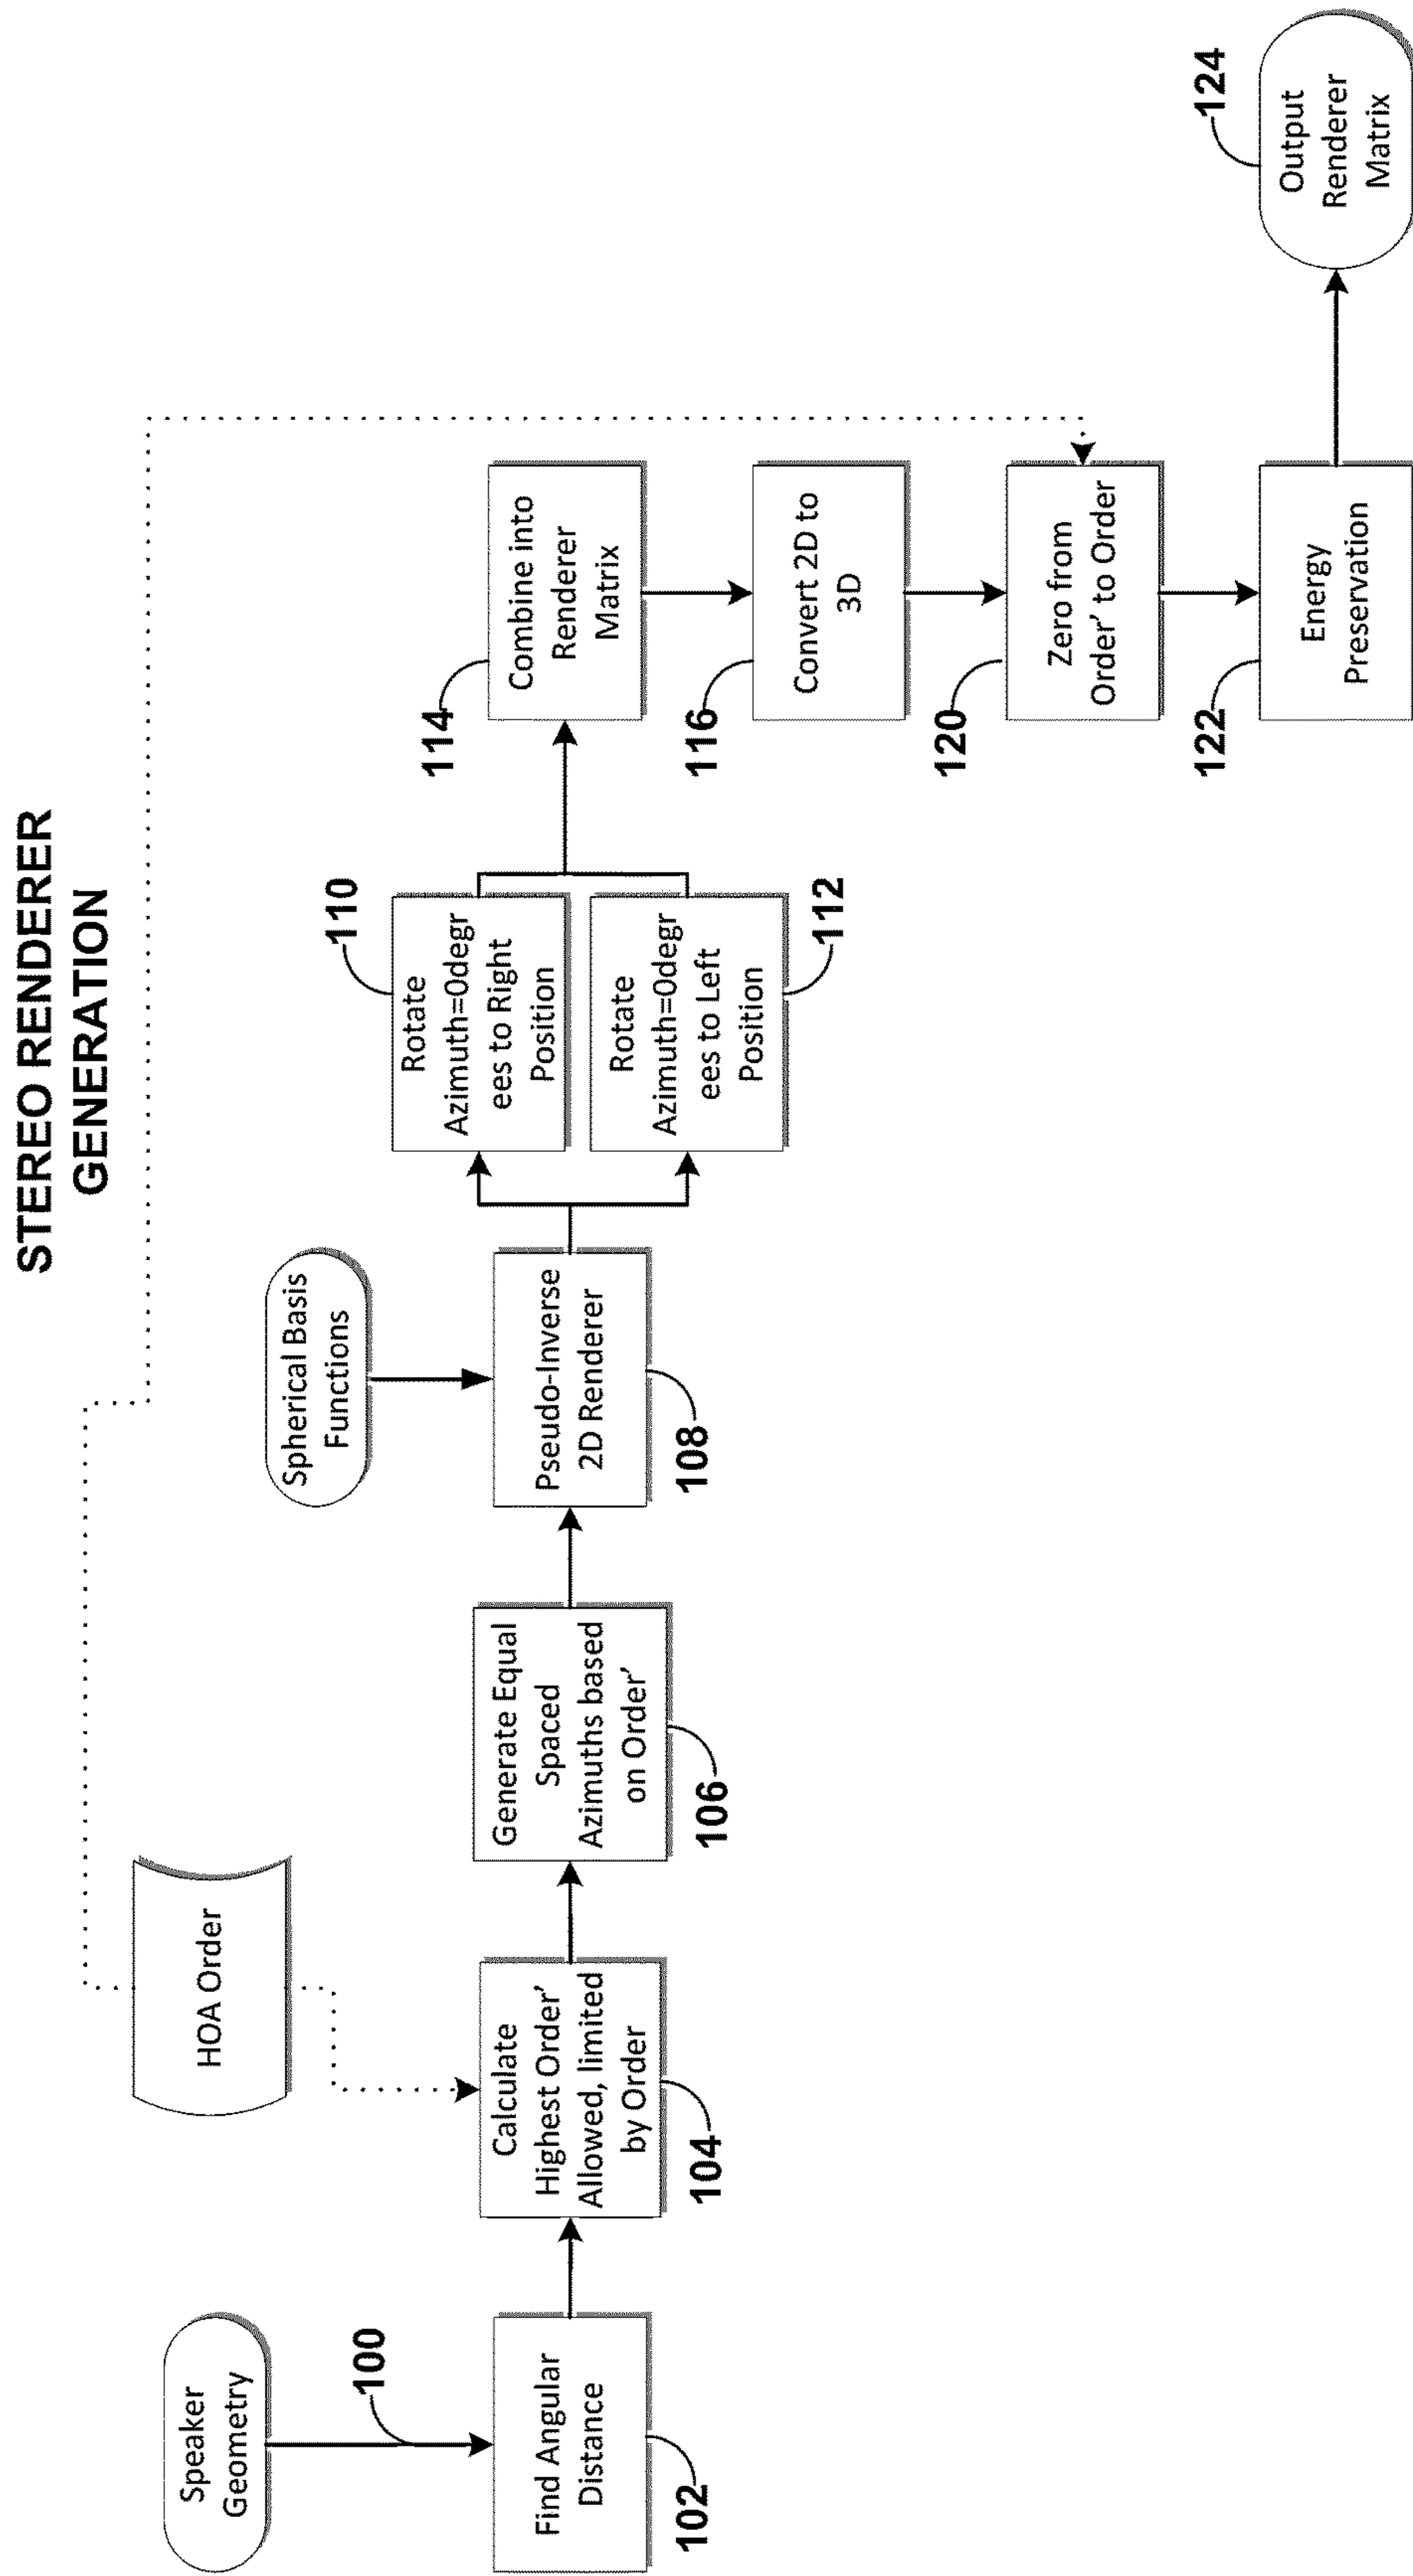 STEREO RENDERER
GENERATION
Speaker
Geometry
100
Find Angular
Distance
102
HOA Order
Calculate
Highest Order'
Allowed, limited
by Order
104
Generate Equal
Spaced
Azimuths based
on Order'
106
Spherical Basis
Functions
Pseudo-Inverse
2D Renderer
108
110
Rotate
Azimuth=0degr
ees to Right
Position
Rotate
Azimuth=0degr
ees to Left
Position
112
114
Combine into
Renderer
Matrix
116
Convert 2D to
3D
120
Zero from
Order' to Order
122
Energy
Preservation
124
Output
Renderer
Matrix